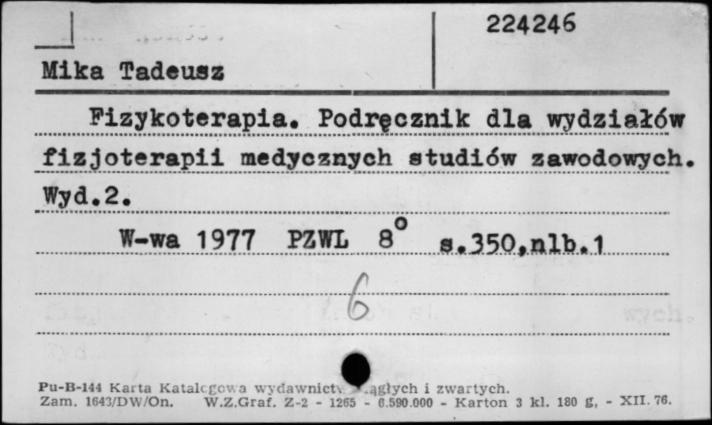 224246
Mika Tadeusz
Fizykoterapia. Podręcznik dla wydziałów
fizjoterapii medycznych studiów zawodowych.
Wyd.2.
W-wa 1977 PZWL 8° s.350,nlb.1
6
Pu-B-144 Karta Katalogowa wydawnictw ciągłych i zwartych.
Zam. 1643/DW/On. W.Z.Graf. Z-2 - 1265 - 6.590.000 - Karton 3 kl. 180 g, - XII. 76.